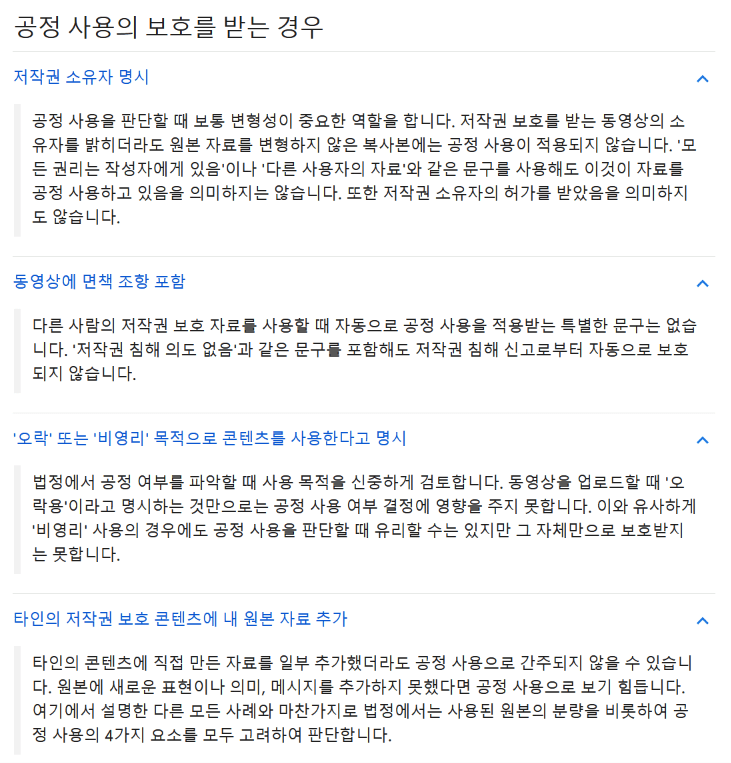 공정 사용의 보호를 받는 경우
저작권 소유자 명시
공정 사용을 판단할 때 보통 변형성이 중요한 역할을 합니다. 저작권 보호를 받는 동영상의 소
유자를 밝히더라도 원본 자료를 변형하지 않은 복사본에는 공정 사용이 적용되지 않습니다. '모
든 권리는 작성자에게 있음'이나 '다른 사용자의 자료'와 같은 문구를 사용해도 이것이 자료를
공정 사용하고 있음을 의미하지는 않습니다. 또한 저작권 소유자의 허가를 받았음을 의미하지
도 않습니다.
동영상에 면책 조항 포함
다른 사람의 저작권 보호 자료를 사용할 때 자동으로 공정 사용을 적용받는 특별한 문구는 없습
니다. '저작권 침해 의도 없음'과 같은 문구를 포함해도 저작권 침해 신고로부터 자동으로 보호
되지 않습니다.
'오락' 또는 '비영리' 목적으로 콘텐츠를 사용한다고 명시
법정에서 공정 여부를 파악할 때 사용 목적을 신중하게 검토합니다. 동영상을 업로드할 때 '오
락용'이라고 명시하는 것만으로는 공정 사용 여부 결정에 영향을 주지 못합니다. 이와 유사하게
'비영리' 사용의 경우에도 공정 사용을 판단할 때 유리할 수는 있지만 그 자체만으로 보호받지
는 못합니다.
타인의 저작권 보호 콘텐츠에 내 원본 자료 추가
타인의 콘텐츠에 직접 만든 자료를 일부 추가했더라도 공정 사용으로 간주되지 않을 수 있습니
다. 원본에 새로운 표현이나 의미, 메시지를 추가하지 못했다면 공정 사용으로 보기 힘듭니다.
여기에서 설명한 다른 모든 사례와 마찬가지로 법정에서는 사용된 원본의 분량을 비롯하여 공
정 사용의 4가지 요소를 모두 고려하여 판단합니다.